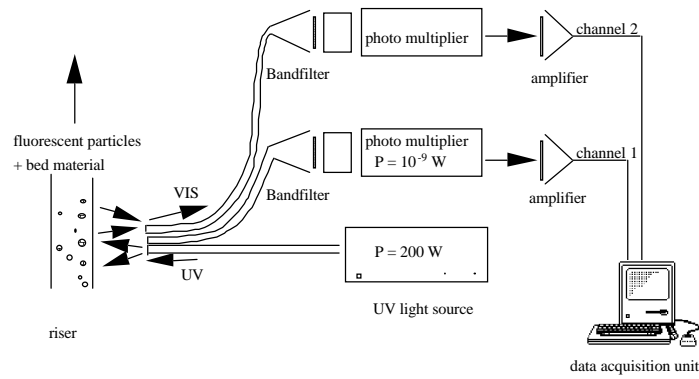 photo multiplier
channel 2
Bandfilter
amplifier
fluorescent particles
+ bed material
photo multiplier
P = 10⁻⁹ W
channel 1
VIS
Bandfilter
amplifier
P = 200 W
UV
UV light source
riser
data acquisition unit